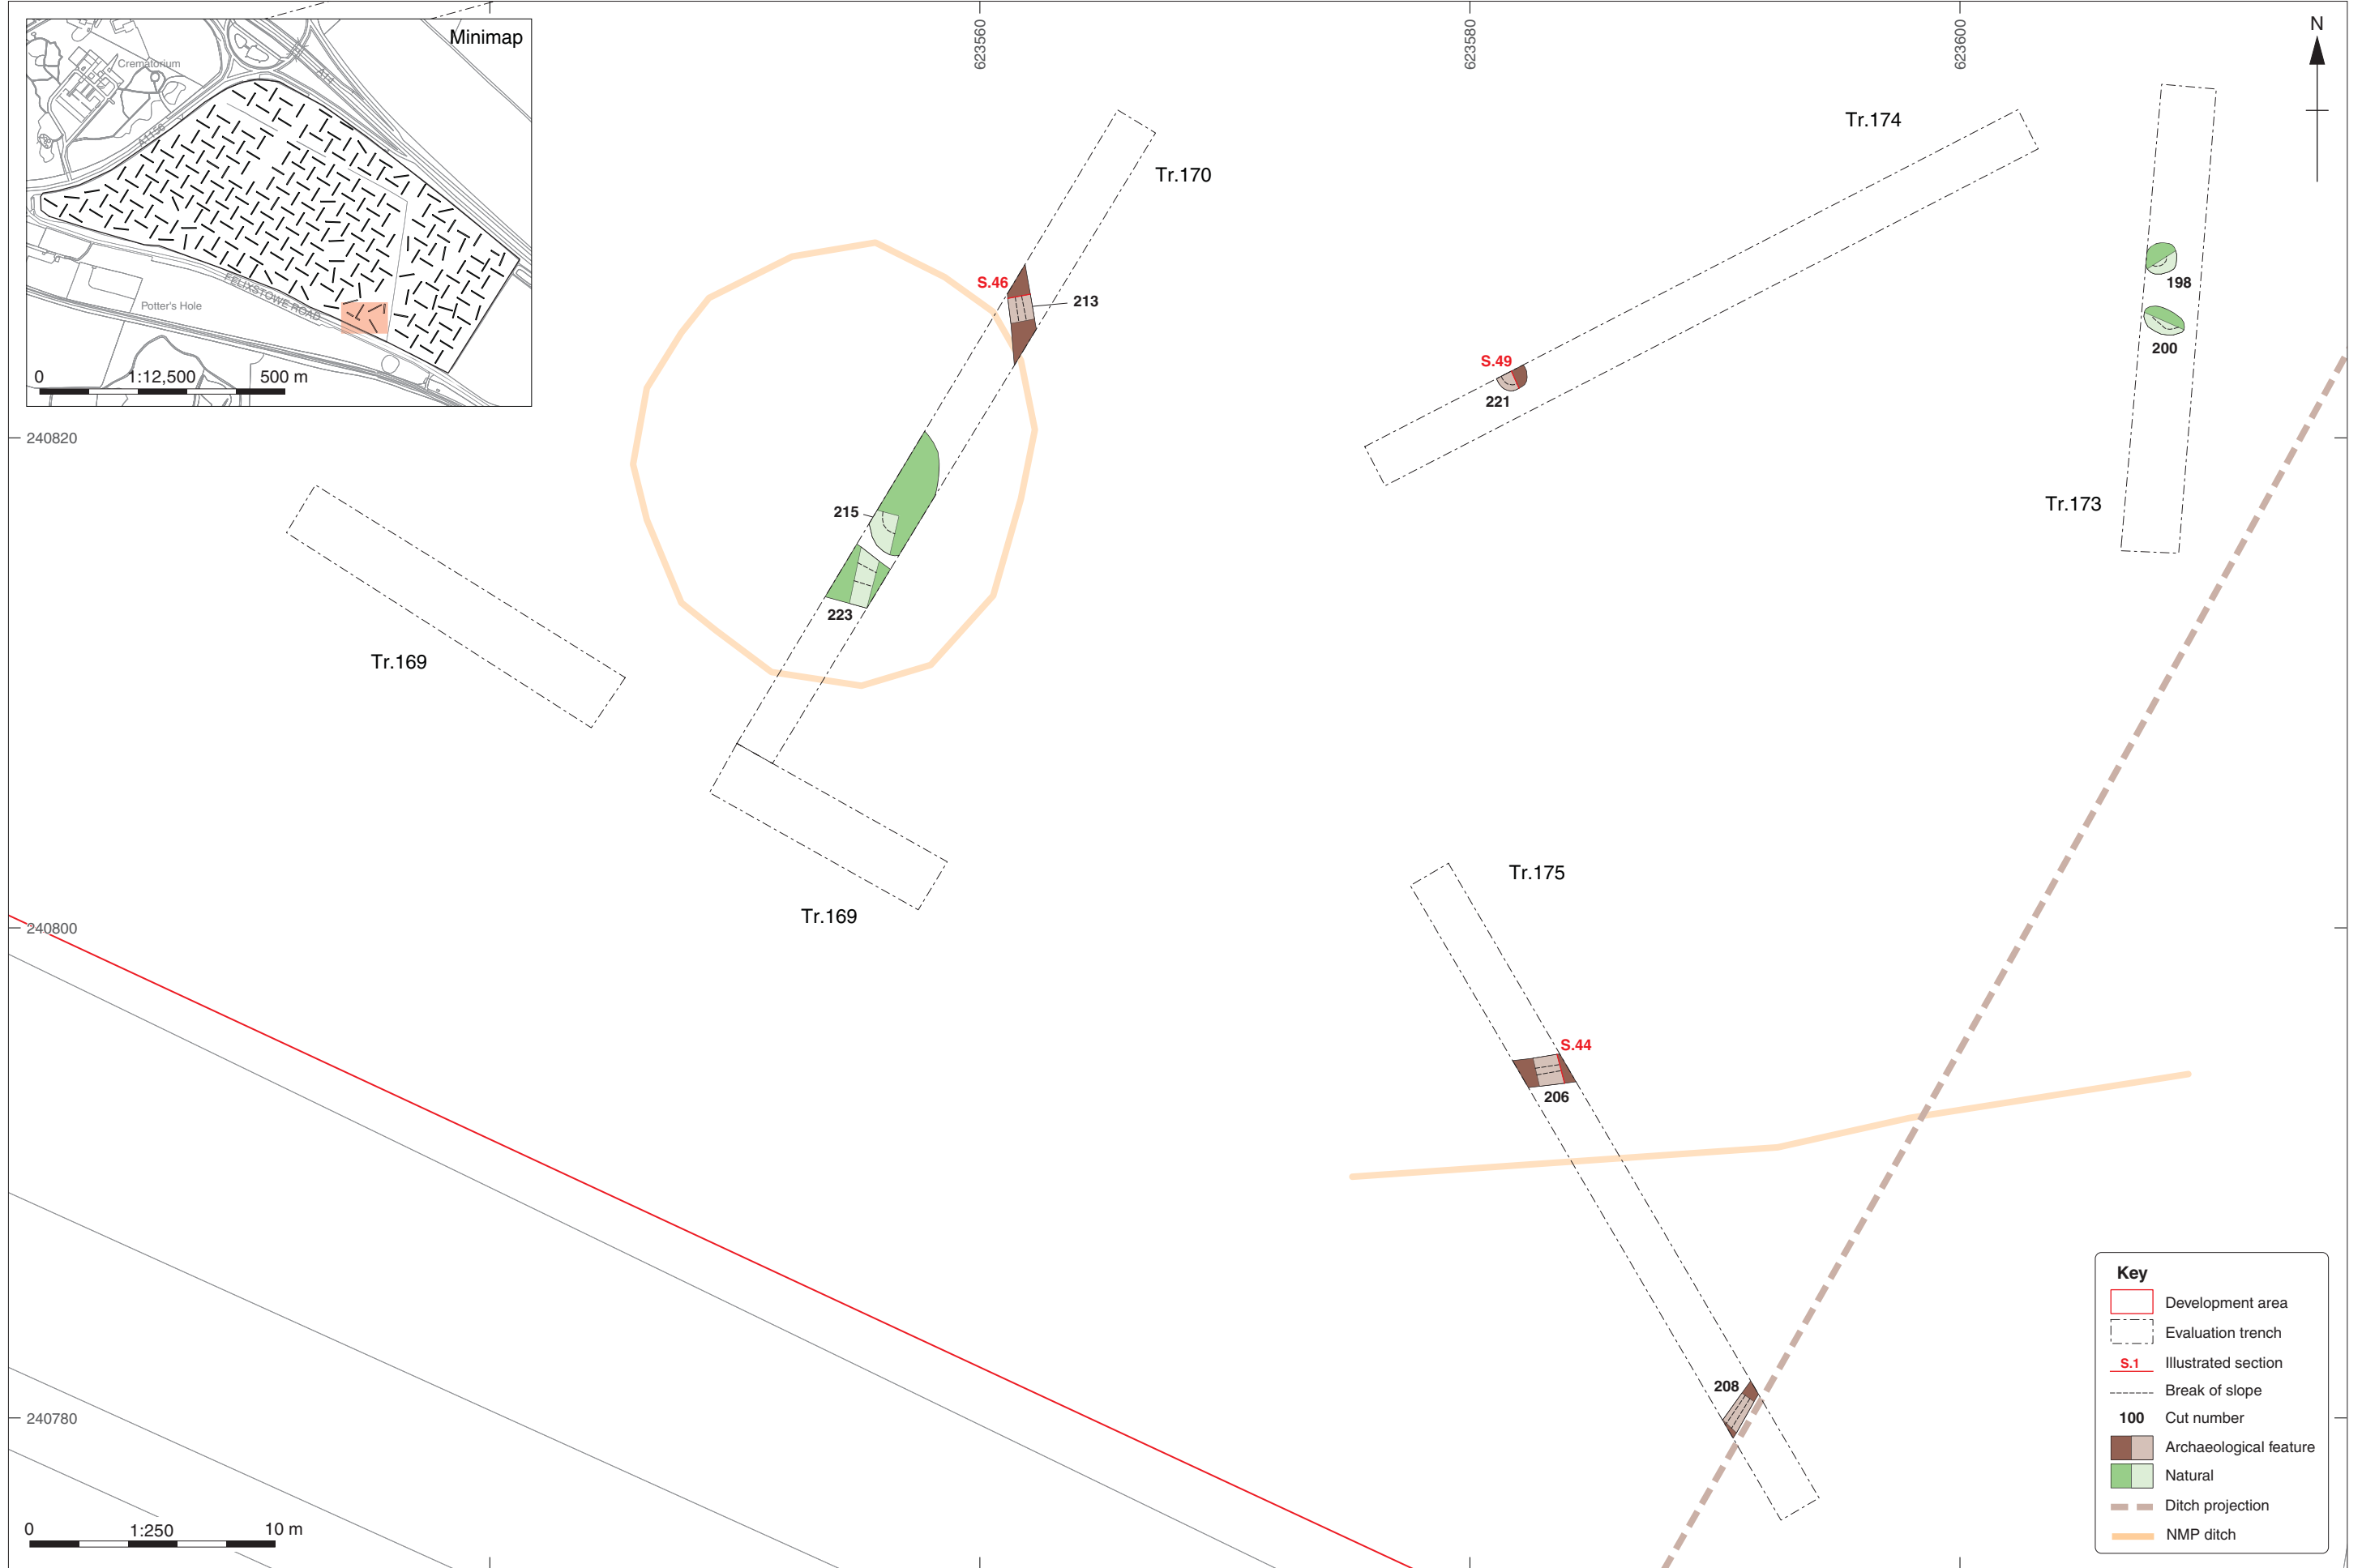 Minimap
Crematorium
A14
A1156
FELIXSTOWE ROAD
Potter's Hole
0 1:12,500 500 m
623560
623580
623600
N
240820
240800
240780
Tr.170
S.46
213
215
223
Tr.169
Tr.169
Tr.174
S.49
221
198
200
Tr.173
Tr.175
S.44
206
208
0 1:250 10 m
Key
Development area
Evaluation trench
S.1 Illustrated section
Break of slope
100 Cut number
Archaeological feature
Natural
Ditch projection
NMP ditch